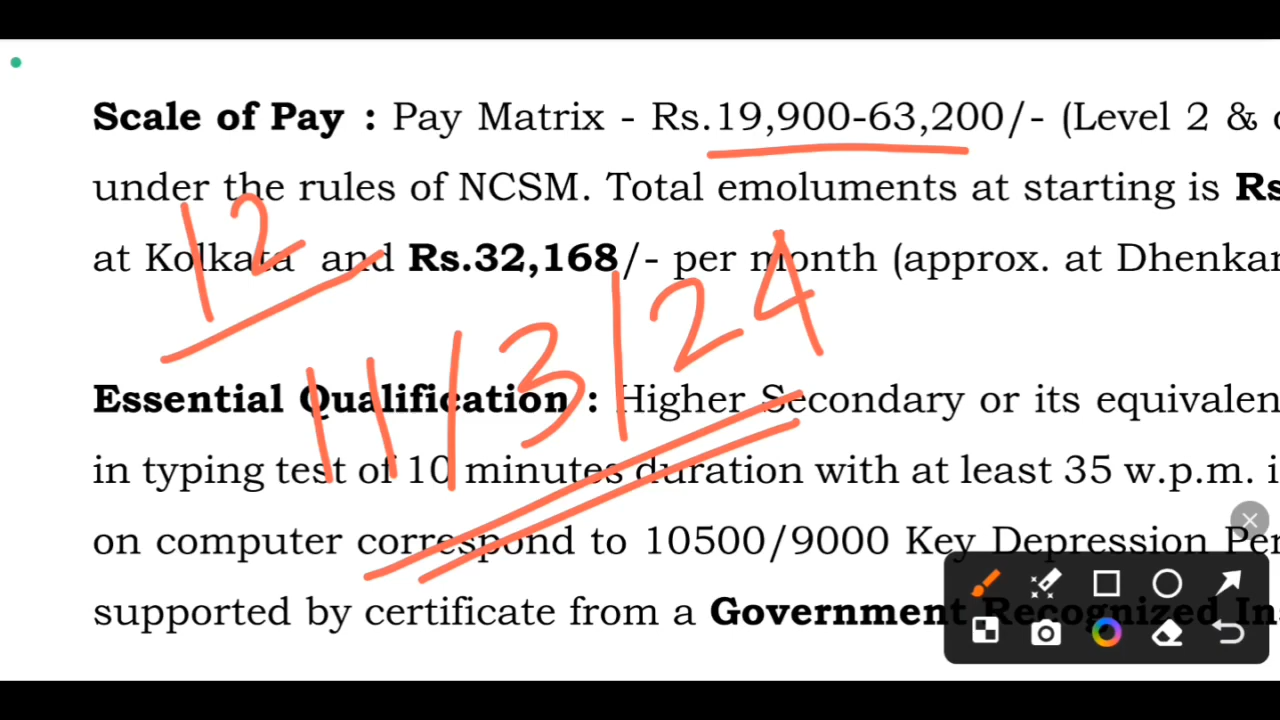 Scale of Pay : Pay Matrix - Rs.19,900-63,200/- (Level 2 &
under the rules of NCSM. Total emoluments at starting is Rs
at Kolkata and Rs.32,168/- per month (approx. at Dhenkan
12
11/3/24
Essential Qualification : Higher Secondary or its equivalen
in typing test of 10 minutes duration with at least 35 w.p.m. i
on computer correspond to 10500/9000 Key Depression Per
supported by certificate from a Government Recognized Ins